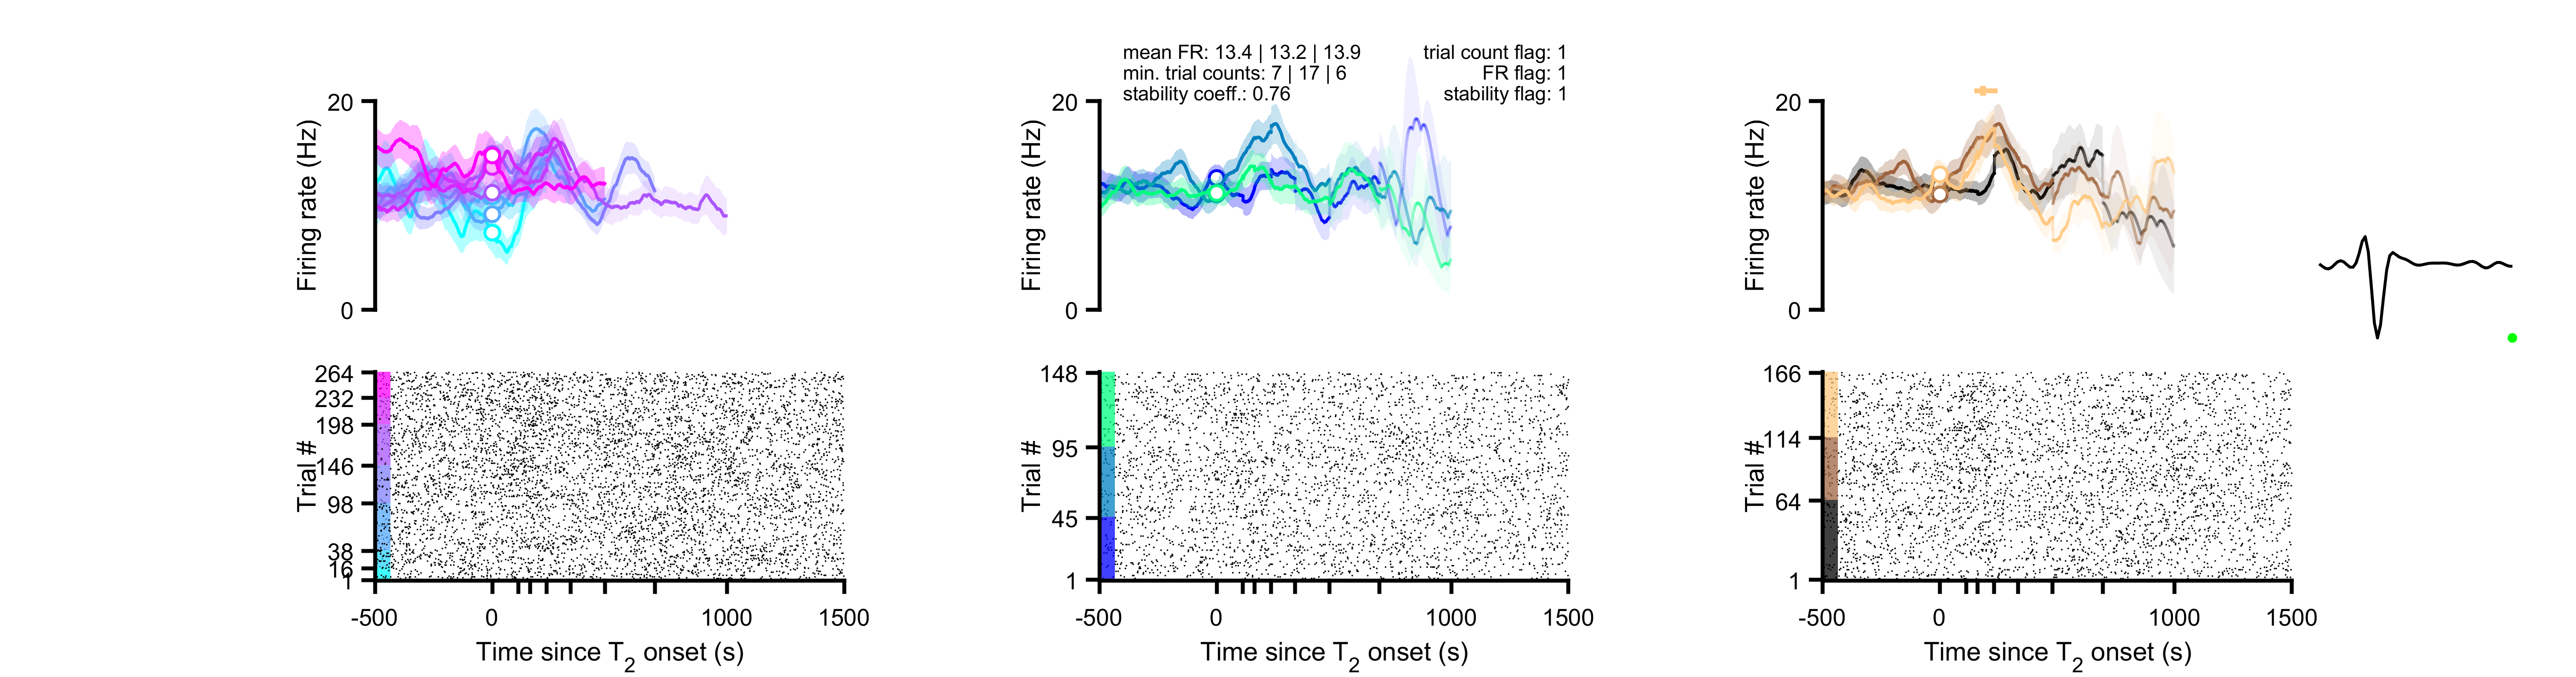 mean FR: 13.4 | 13.2 | 13.9
min. trial counts: 7 | 17 | 6
stability coeff.: 0.76
trial count flag: 1
FR flag: 1
stability flag: 1
20
0
Firing rate (Hz)
20
0
Firing rate (Hz)
20
0
Firing rate (Hz)
264
232
198
146
98
38
16
1
Trial #
-500
0
1000
1500
Time since T2 onset (s)
148
95
45
1
Trial #
-500
0
1000
1500
Time since T2 onset (s)
166
114
64
1
Trial #
-500
0
1000
1500
Time since T2 onset (s)